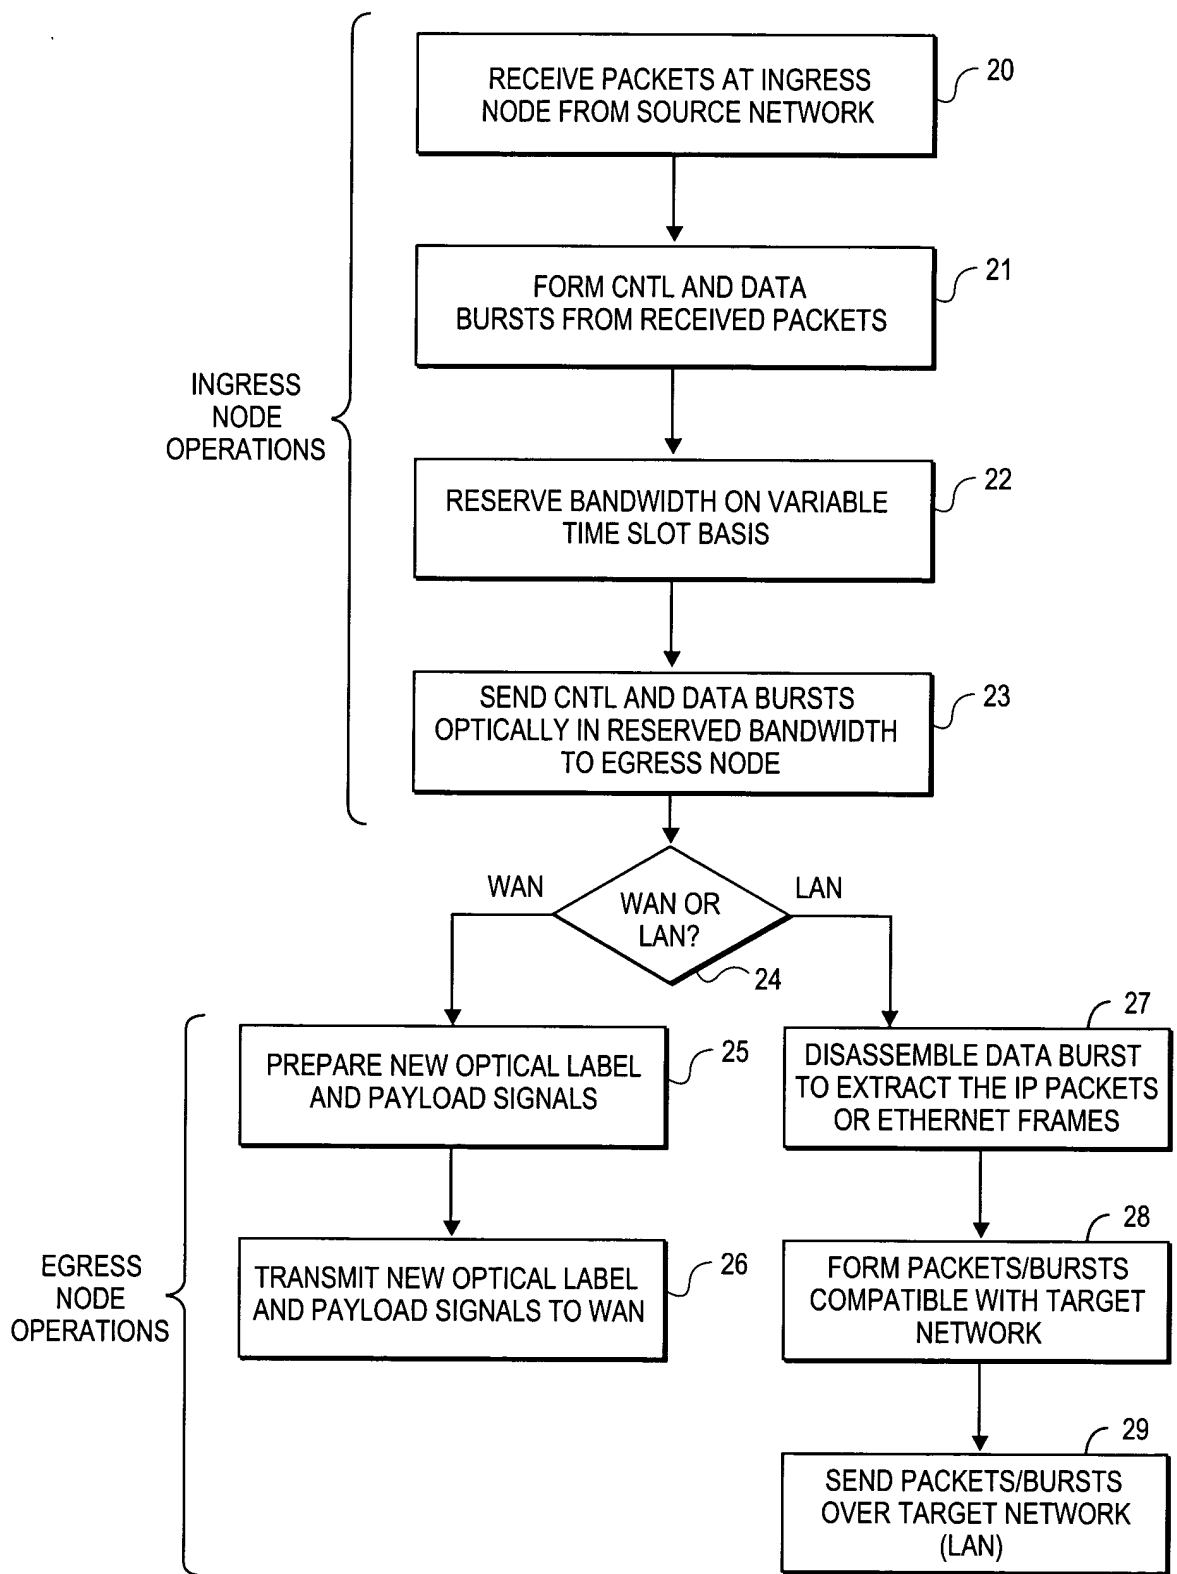 RECEIVE PACKETS AT INGRESS
NODE FROM SOURCE NETWORK
20
FORM CNTL AND DATA
BURSTS FROM RECEIVED PACKETS
21
INGRESS
NODE
OPERATIONS
RESERVE BANDWIDTH ON VARIABLE
TIME SLOT BASIS
22
SEND CNTL AND DATA BURSTS
OPTICALLY IN RESERVED BANDWIDTH
TO EGRESS NODE
23
WAN
WAN OR
LAN?
LAN
24
PREPARE NEW OPTICAL LABEL
AND PAYLOAD SIGNALS
25
27
DISASSEMBLE DATA BURST
TO EXTRACT THE IP PACKETS
OR ETHERNET FRAMES
EGRESS
NODE
OPERATIONS
TRANSMIT NEW OPTICAL LABEL
AND PAYLOAD SIGNALS TO WAN
26
28
FORM PACKETS/BURSTS
COMPATIBLE WITH TARGET
NETWORK
29
SEND PACKETS/BURSTS
OVER TARGET NETWORK
(LAN)